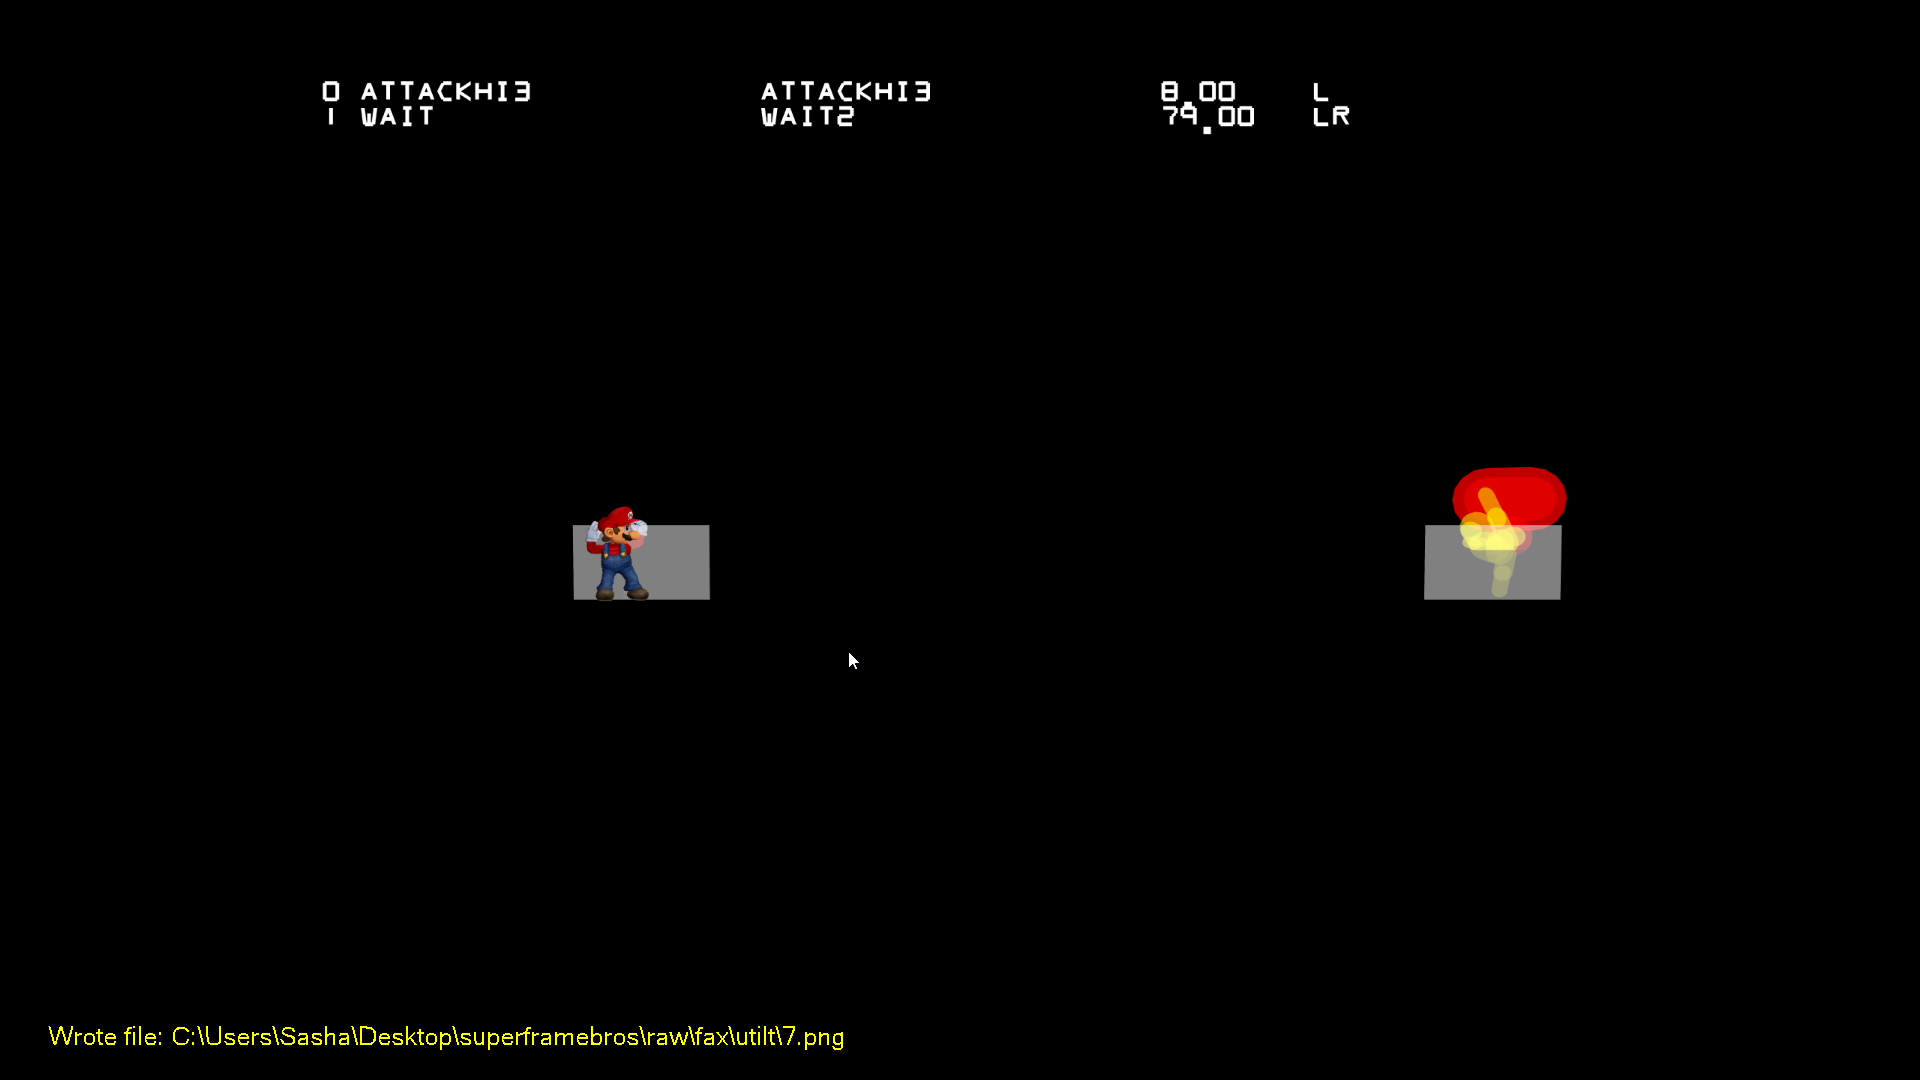 0 ATTACKHI3 ATTACKHI3 8.00 L
1 WAIT WAIT2 79.00 LR
Wrote file: C:\Users\Sasha\Desktop\superframebros\raw\fax\utilt\7.png